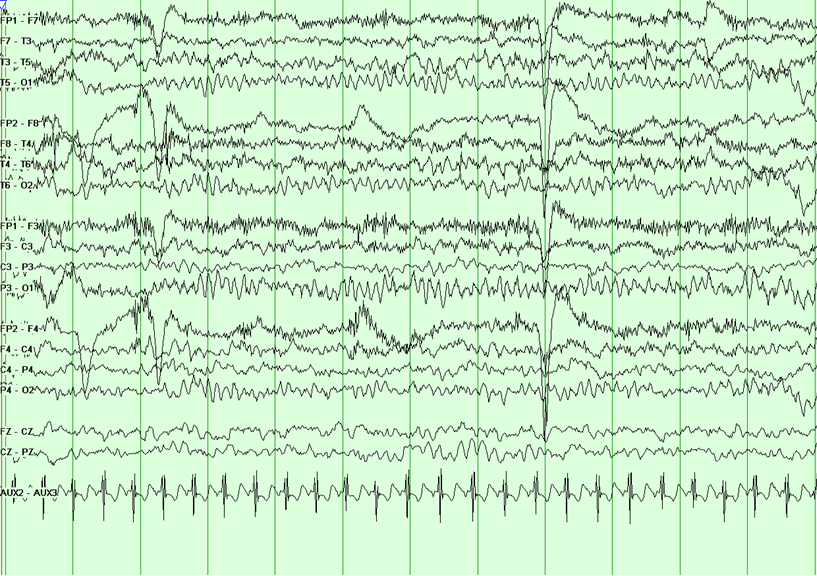 FP1 - F7
F7 - T3
T3 - T5
T5 - O1
FP2 - F8
F8 - T4
T4 - T6
T6 - O2
FP1 - F3
F3 - C3
C3 - P3
P3 - O1
FP2 - F4
F4 - C4
C4 - P4
P4 - O2
FZ - CZ
CZ - PZ
AUX2 - AUX3